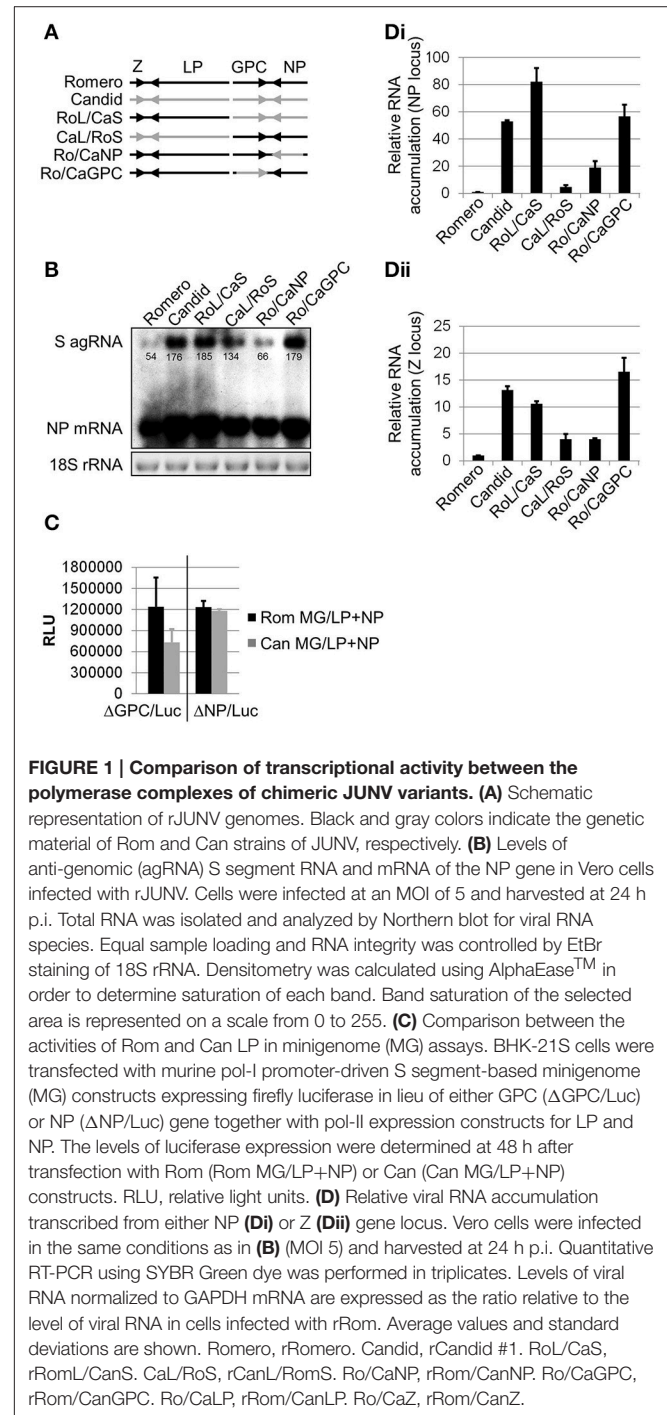 A
Z LP GPC NP
Romero
Candid
RoL/CaS
CaL/RoS
Ro/CaNP
Ro/CaGPC
B
Romero
Candid
RoL/CaS
CaL/RoS
Ro/CaNP
Ro/CaGPC
S agRNA
54 176 185 134 66 179
NP mRNA
18S rRNA
C
RLU
1800000
1500000
1200000
900000
600000
300000
0
ΔGPC/Luc ΔNP/Luc
Rom MG/LP+NP
Can MG/LP+NP
Di
Relative RNA
accumulation (NP locus)
100
80
60
40
20
0
Romero
Candid
RoL/CaS
CaL/RoS
Ro/CaNP
Ro/CaGPC
Dii
Relative RNA
accumulation (Z locus)
25
20
15
10
5
0
Romero
Candid
RoL/CaS
CaL/RoS
Ro/CaNP
Ro/CaGPC
FIGURE 1 | Comparison of transcriptional activity between the
polymerase complexes of chimeric JUNV variants. (A) Schematic
representation of rJUNV genomes. Black and gray colors indicate the genetic
material of Rom and Can strains of JUNV, respectively. (B) Levels of
anti-genomic (agRNA) S segment RNA and mRNA of the NP gene in Vero cells
infected with rJUNV. Cells were infected at an MOI of 5 and harvested at 24 h
p.i. Total RNA was isolated and analyzed by Northern blot for viral RNA
species. Equal sample loading and RNA integrity was controlled by EtBr
staining of 18S rRNA. Densitometry was calculated using AlphaEase™ in
order to determine saturation of each band. Band saturation of the selected
area is represented on a scale from 0 to 255. (C) Comparison between the
activities of Rom and Can LP in minigenome (MG) assays. BHK-21S cells were
transfected with murine pol-I promoter-driven S segment-based minigenome
(MG) constructs expressing firefly luciferase in lieu of either GPC (ΔGPC/Luc)
or NP (ΔNP/Luc) gene together with pol-II expression constructs for LP and
NP. The levels of luciferase expression were determined at 48 h after
transfection with Rom (Rom MG/LP+NP) or Can (Can MG/LP+NP)
constructs. RLU, relative light units. (D) Relative viral RNA accumulation
transcribed from either NP (Di) or Z (Dii) gene locus. Vero cells were infected
in the same conditions as in (B) (MOI 5) and harvested at 24 h p.i. Quantitative
RT-PCR using SYBR Green dye was performed in triplicates. Levels of viral
RNA normalized to GAPDH mRNA are expressed as the ratio relative to the
level of viral RNA in cells infected with rRom. Average values and standard
deviations are shown. Romero, rRomero. Candid, rCandid #1. RoL/CaS,
rRomL/CanS. CaL/RoS, rCanL/RomS. Ro/CaNP, rRom/CanNP. Ro/CaGPC,
rRom/CanGPC. Ro/CaLP, rRom/CanLP. Ro/CaZ, rRom/CanZ.